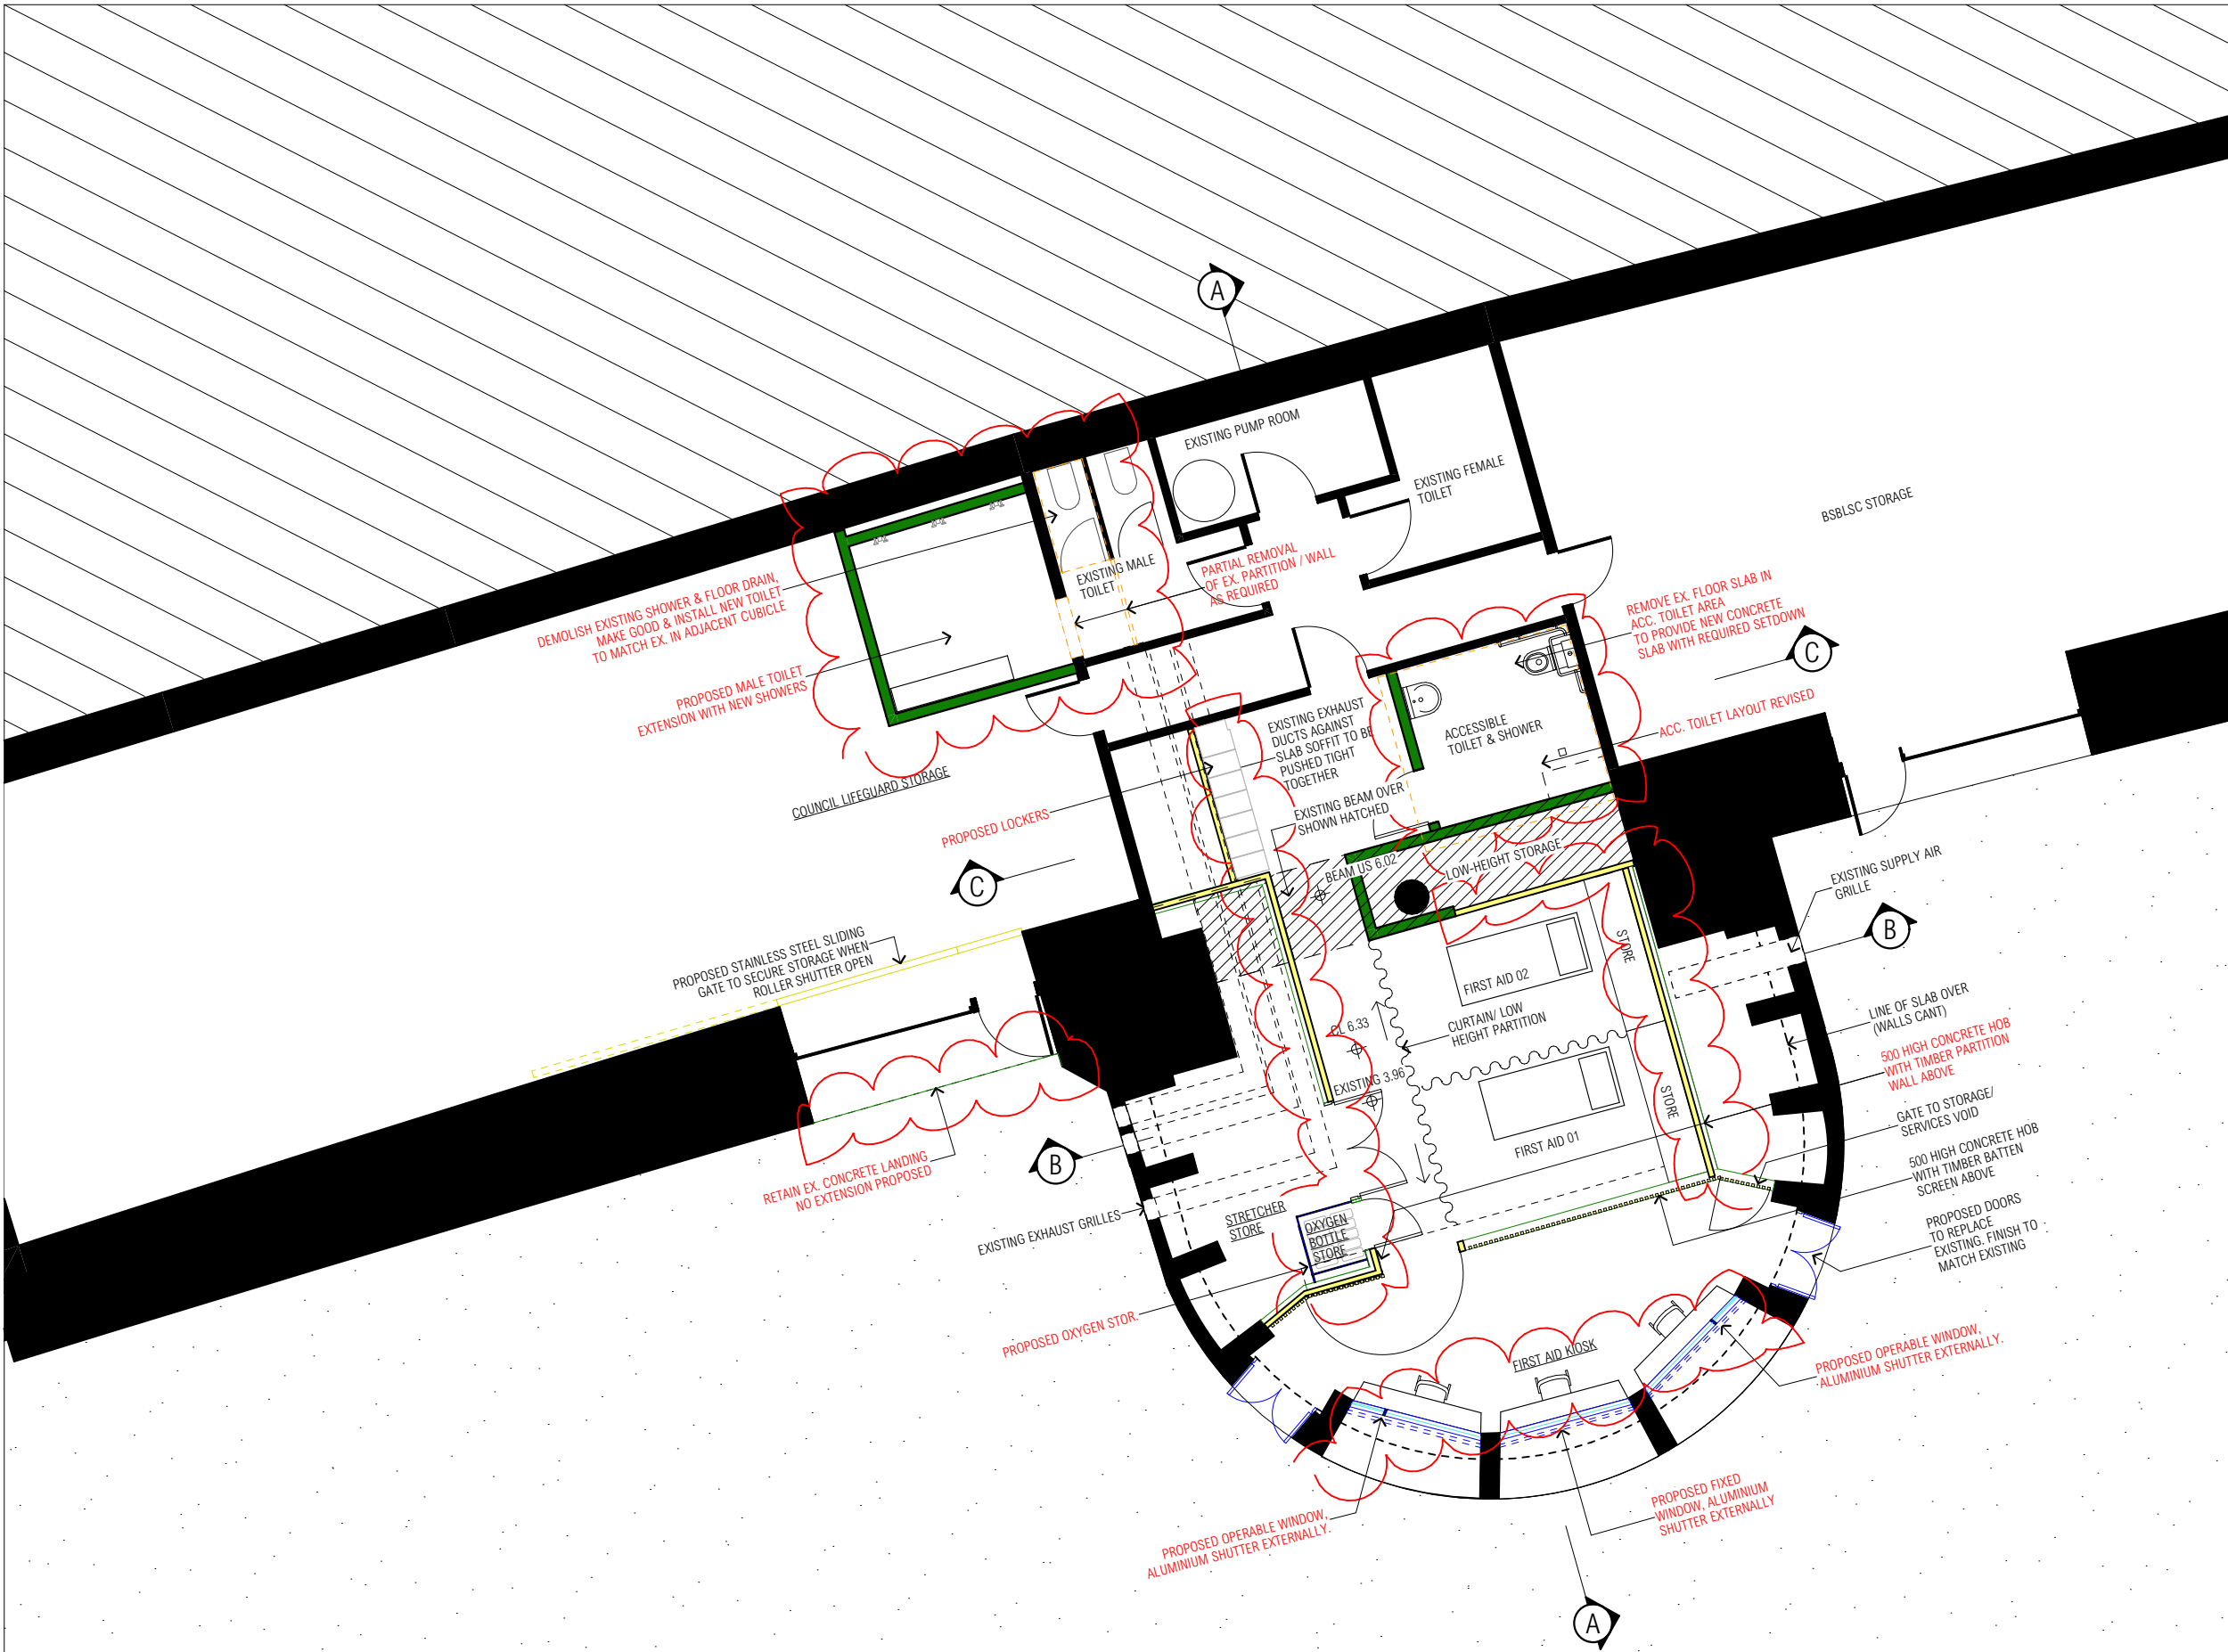 A
EXISTING PUMP ROOM
EXISTING FEMALE
TOILET
BSBLSC STORAGE
EXISTING MALE
TOILET
PARTIAL REMOVAL
OF EX. PARTITION / WALL
AS REQUIRED
DEMOLISH EXISTING SHOWER & FLOOR DRAIN,
MAKE GOOD & INSTALL NEW TOILET
TO MATCH EX. IN ADJACENT CUBICLE
REMOVE EX. FLOOR SLAB IN
ACC. TOILET AREA
TO PROVIDE NEW CONCRETE
SLAB WITH REQUIRED SETDOWN
C
PROPOSED MALE TOILET
EXTENSION WITH NEW SHOWERS
EXISTING EXHAUST
DUCTS AGAINST
SLAB SOFFIT TO BE
PUSHED TIGHT
TOGETHER
ACCESSIBLE
TOILET & SHOWER
ACC. TOILET LAYOUT REVISED
COUNCIL LIFEGUARD STORAGE
PROPOSED LOCKERS
EXISTING BEAM OVER
SHOWN HATCHED
C
BEAM US 6.02
LOW-HEIGHT STORAGE
EXISTING SUPPLY AIR
GRILLE
B
PROPOSED STAINLESS STEEL SLIDING
GATE TO SECURE STORAGE WHEN
ROLLER SHUTTER OPEN
STORE
FIRST AID 02
CURTAIN/ LOW
HEIGHT PARTITION
CL 6.33
LINE OF SLAB OVER
(WALLS CANT)
500 HIGH CONCRETE HOB
WITH TIMBER PARTITION
WALL ABOVE
EXISTING 3.96
STORE
FIRST AID 01
GATE TO STORAGE/
SERVICES VOID
500 HIGH CONCRETE HOB
WITH TIMBER BATTEN
SCREEN ABOVE
B
RETAIN EX. CONCRETE LANDING
NO EXTENSION PROPOSED
EXISTING EXHAUST GRILLES
STRETCHER
STORE
OXYGEN
BOTTLE
STORE
PROPOSED DOORS
TO REPLACE
EXISTING. FINISH TO
MATCH EXISTING
PROPOSED OXYGEN STOR.
FIRST AID KIOSK
PROPOSED OPERABLE WINDOW,
ALUMINIUM SHUTTER EXTERNALLY.
PROPOSED OPERABLE WINDOW,
ALUMINIUM SHUTTER EXTERNALLY.
PROPOSED FIXED
WINDOW, ALUMINIUM
SHUTTER EXTERNALLY
A